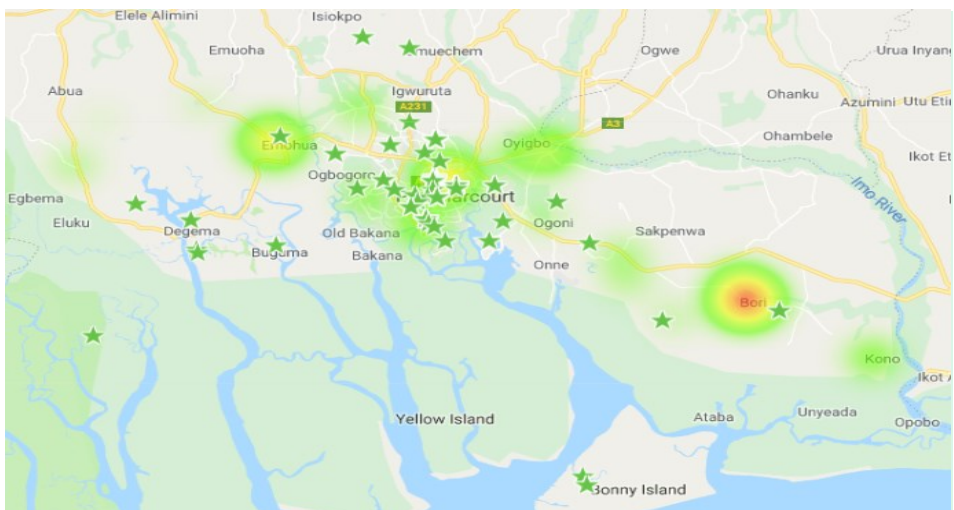 Elele Alimini
Isiokpo
Emuoha
Omuechem
Ogwe
Urua Inyang
Abua
Igwuruta
Ohanku
A231
Azumini
Utu Etim
A3
Ohambele
Emohua
Oyigbo
Ikot Et
Ogbogoro
Egbema
Harcourt
Imo River
Eluku
Degema
Old Bakana
Ogoni
Sakpenwa
Buguma
Bakana
Onne
Bori
Kono
Ikot A
Yellow Island
Ataba
Unyeada
Opobo
Bonny Island